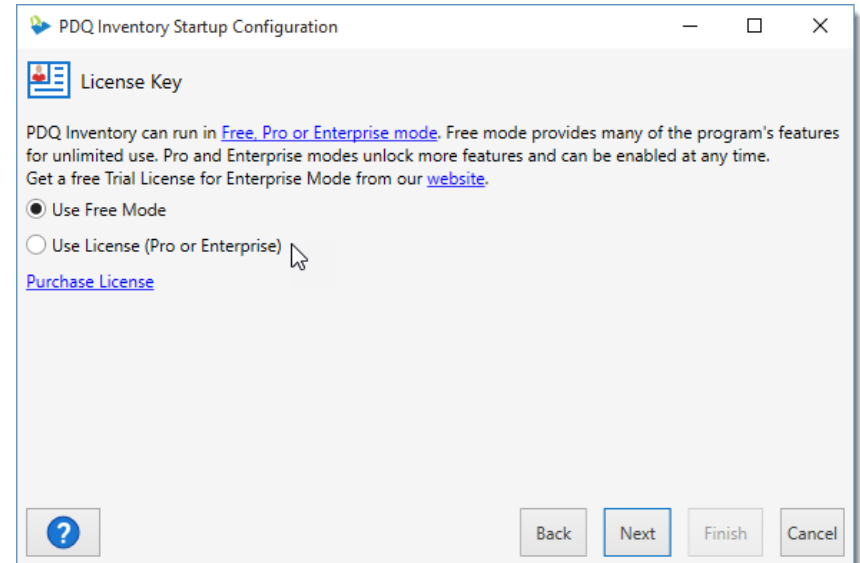 PDQ Inventory Startup Configuration
License Key
PDQ Inventory can run in Free, Pro or Enterprise mode. Free mode provides many of the program's features
for unlimited use. Pro and Enterprise modes unlock more features and can be enabled at any time.
Get a free Trial License for Enterprise Mode from our website.
Use Free Mode
Use License (Pro or Enterprise)
Purchase License
? Back Next Finish Cancel